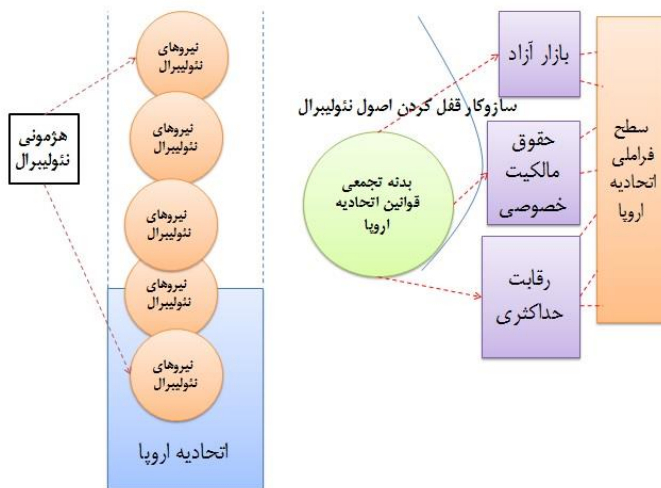 بازار آزاد
سازوکار قفل کردن اصول نئولیبرال
حقوق
مالکیت
خصوصی
رقابت
حداکثری
سطح
فراملی
اتحادیه
اروپا
بدنه تجمعی
قوانین اتحادیه
اروپا
نیروهای
نئولیبرال
نیروهای
نئولیبرال
نیروهای
نئولیبرال
نیروهای
نئولیبرال
نیروهای
نئولیبرال
اتحادیه اروپا
هژمونی
نئولیبرال